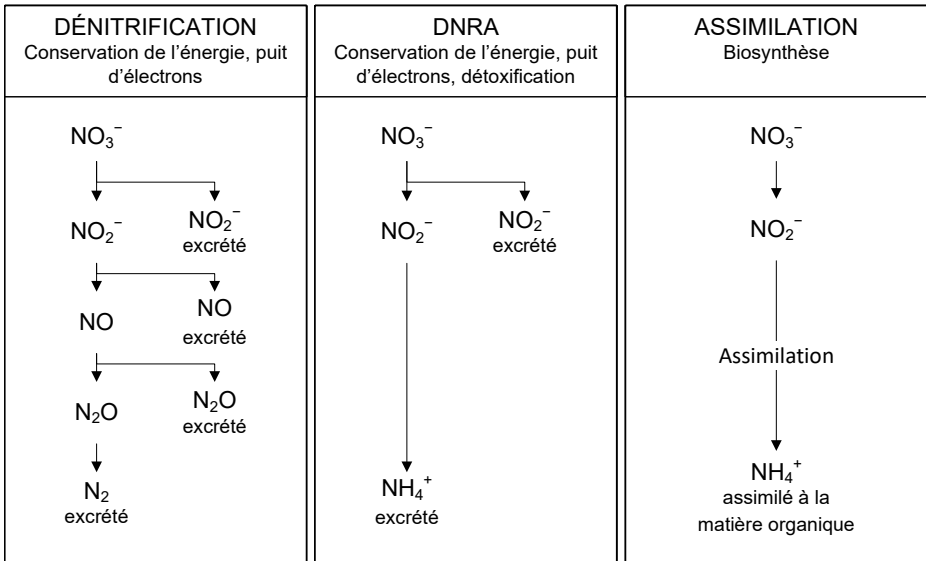 DÉNITRIFICATION
Conservation de l'énergie, puit
d'électrons
NO₃⁻
NO₂⁻
NO₂⁻
excrété
NO
NO
excrété
N₂O
N₂O
excrété
N₂
excrété
DNRA
Conservation de l'énergie, puit
d'électrons, détoxification
NO₃⁻
NO₂⁻
NO₂⁻
excrété
NH₄⁺
excrété
ASSIMILATION
Biosynthèse
NO₃⁻
NO₂⁻
Assimilation
NH₄⁺
assimilé à la
matière organique